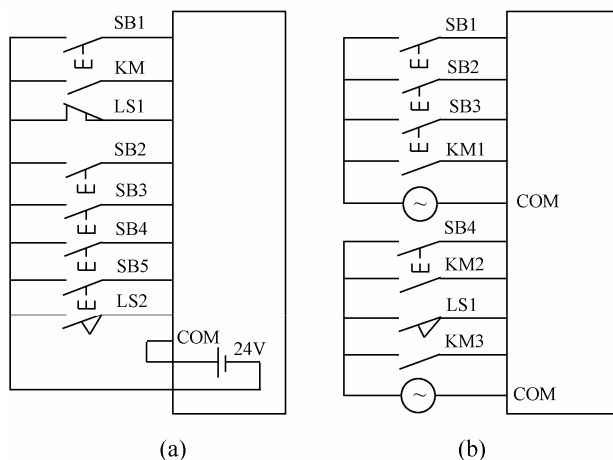 SB1
KM
LS1
SB2
SB3
SB4
SB5
LS2
COM
24V
(a)
SB1
SB2
SB3
KM1
~
COM
SB4
KM2
LS1
KM3
~
COM
(b)